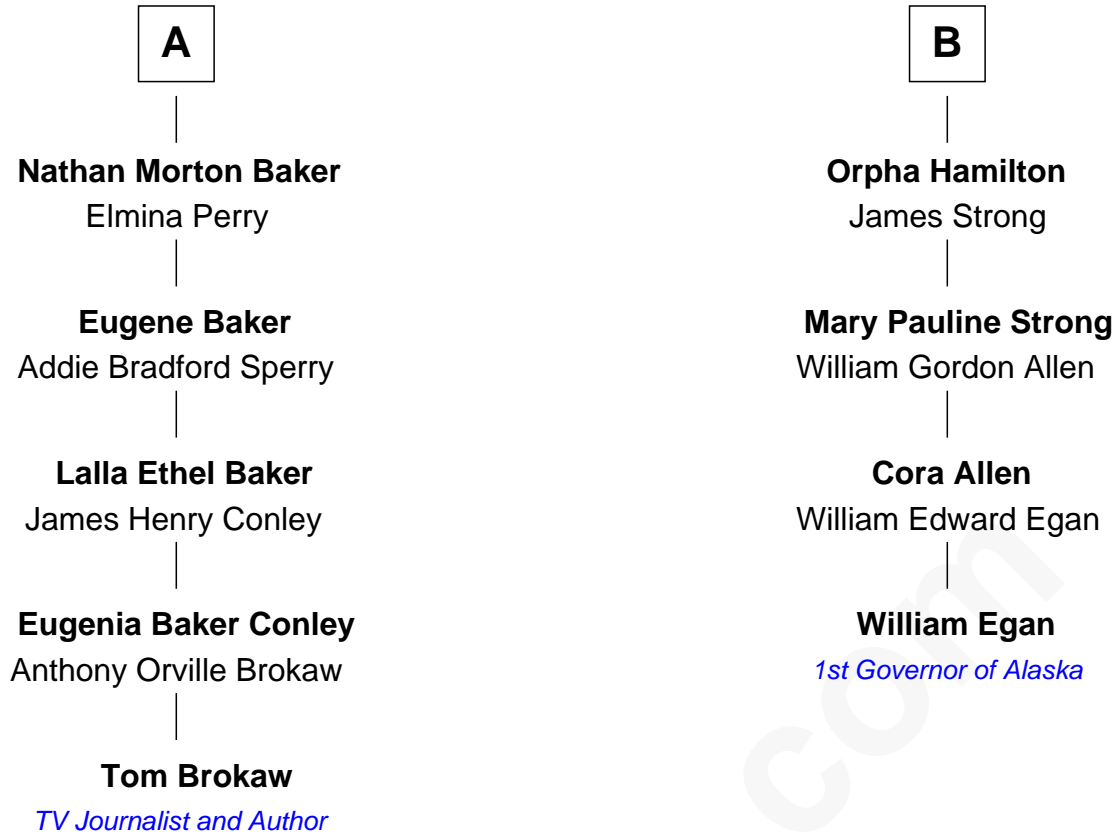 A
Nathan Morton Baker
Elmina Perry
Eugene Baker
Addie Bradford Sperry
Lalla Ethel Baker
James Henry Conley
Eugenia Baker Conley
Anthony Orville Brokaw
Tom Brokaw
TV Journalist and Author
B
Orpha Hamilton
James Strong
Mary Pauline Strong
William Gordon Allen
Cora Allen
William Edward Egan
William Egan
1st Governor of Alaska
com